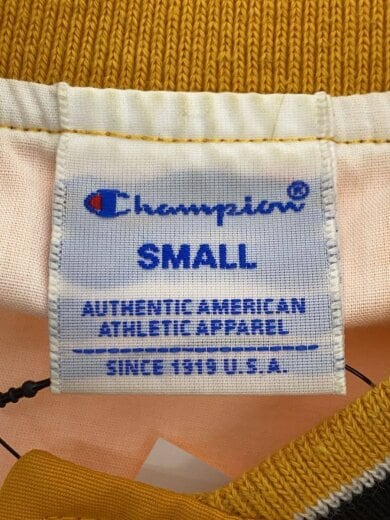 Champion®
SMALL
AUTHENTIC AMERICAN
ATHLETIC APPAREL
SINCE 1919 U.S.A.